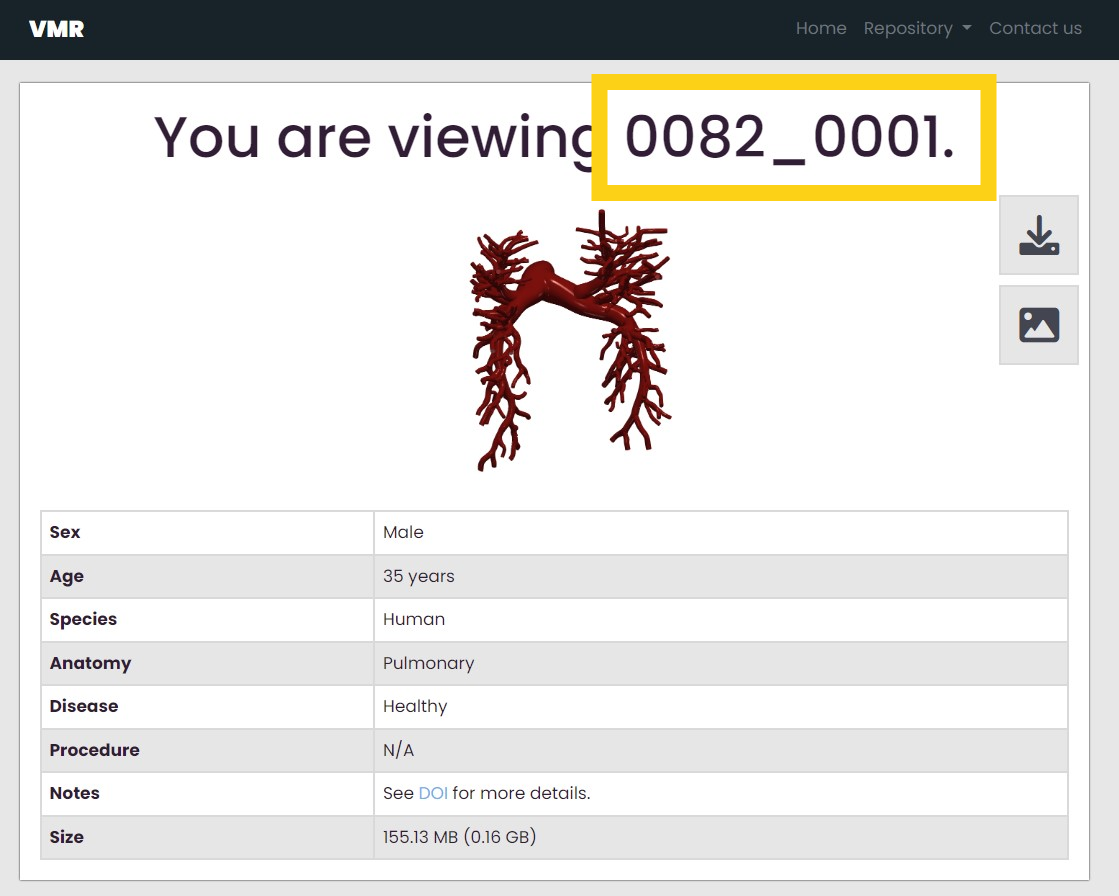 VMR Home Repository Contact us
You are viewing 0082_0001.
Sex Male
Age 35 years
Species Human
Anatomy Pulmonary
Disease Healthy
Procedure N/A
Notes See DOI for more details.
Size 155.13 MB (0.16 GB)